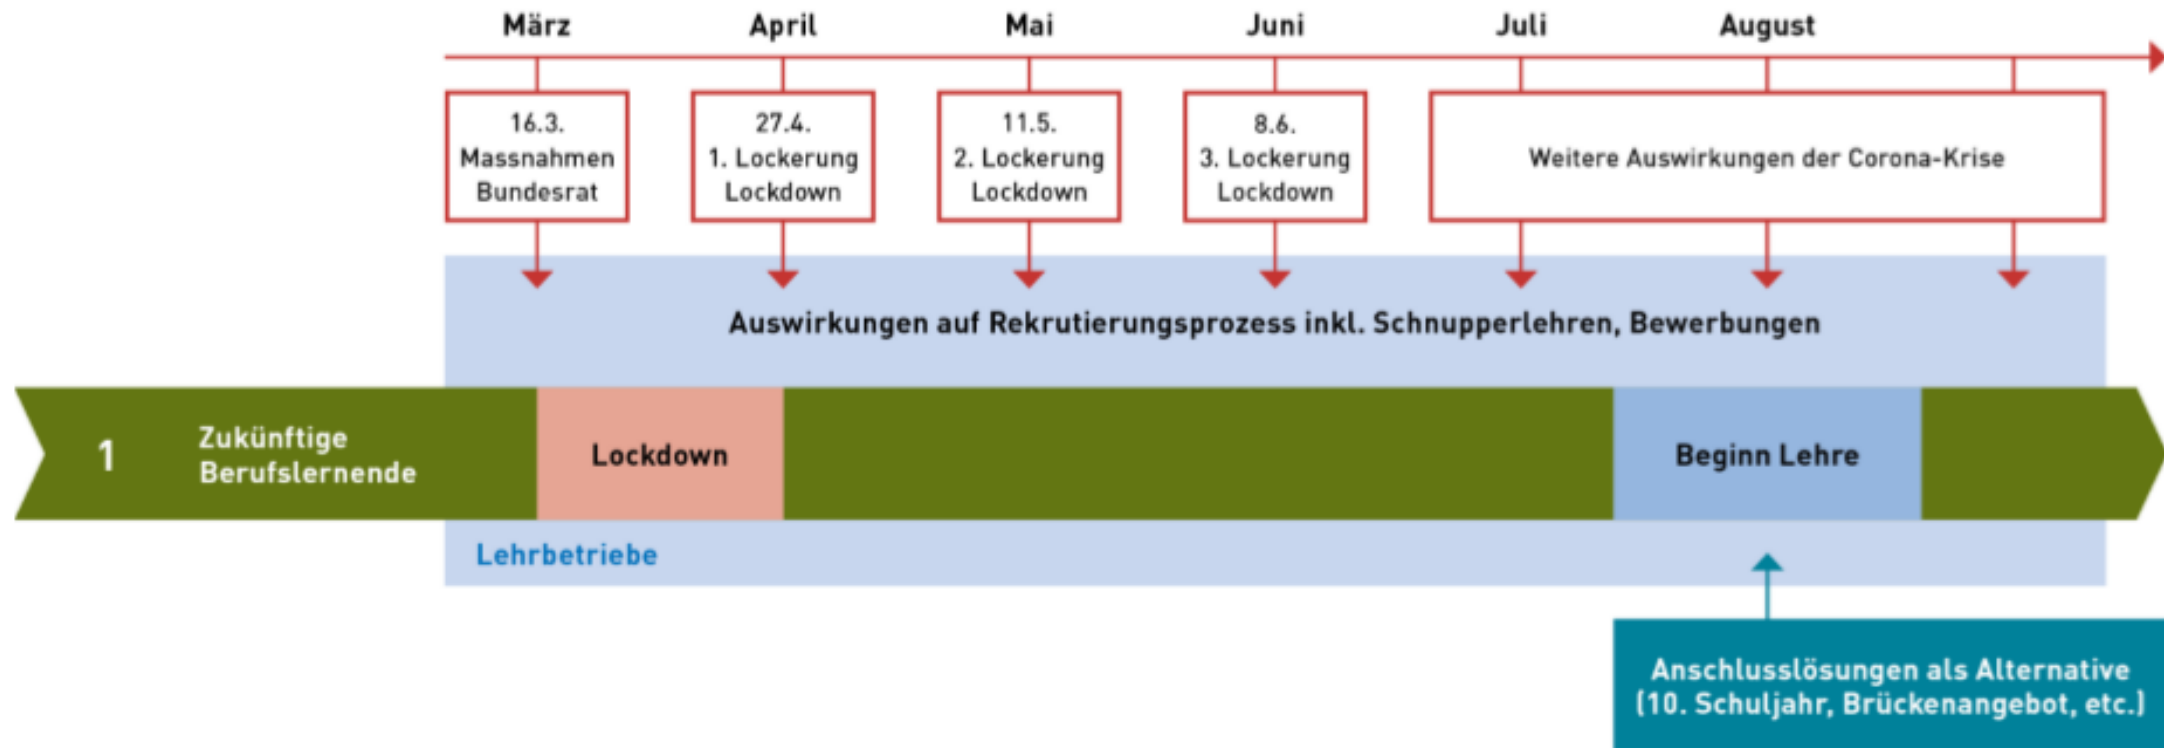 März
April
Mai
Juni
Juli
August
16.3.
Massnahmen
Bundesrat
27.4.
1. Lockerung
Lockdown
11.5.
2. Lockerung
Lockdown
8.6.
3. Lockerung
Lockdown
Weitere Auswirkungen der Corona-Krise
Auswirkungen auf Rekrutierungsprozess inkl. Schnupperlehren, Bewerbungen
1
Zukünftige
Berufslernende
Lockdown
Beginn Lehre
Lehrbetriebe
Anschlusslösungen als Alternative
(10. Schuljahr, Brückenangebot, etc.)